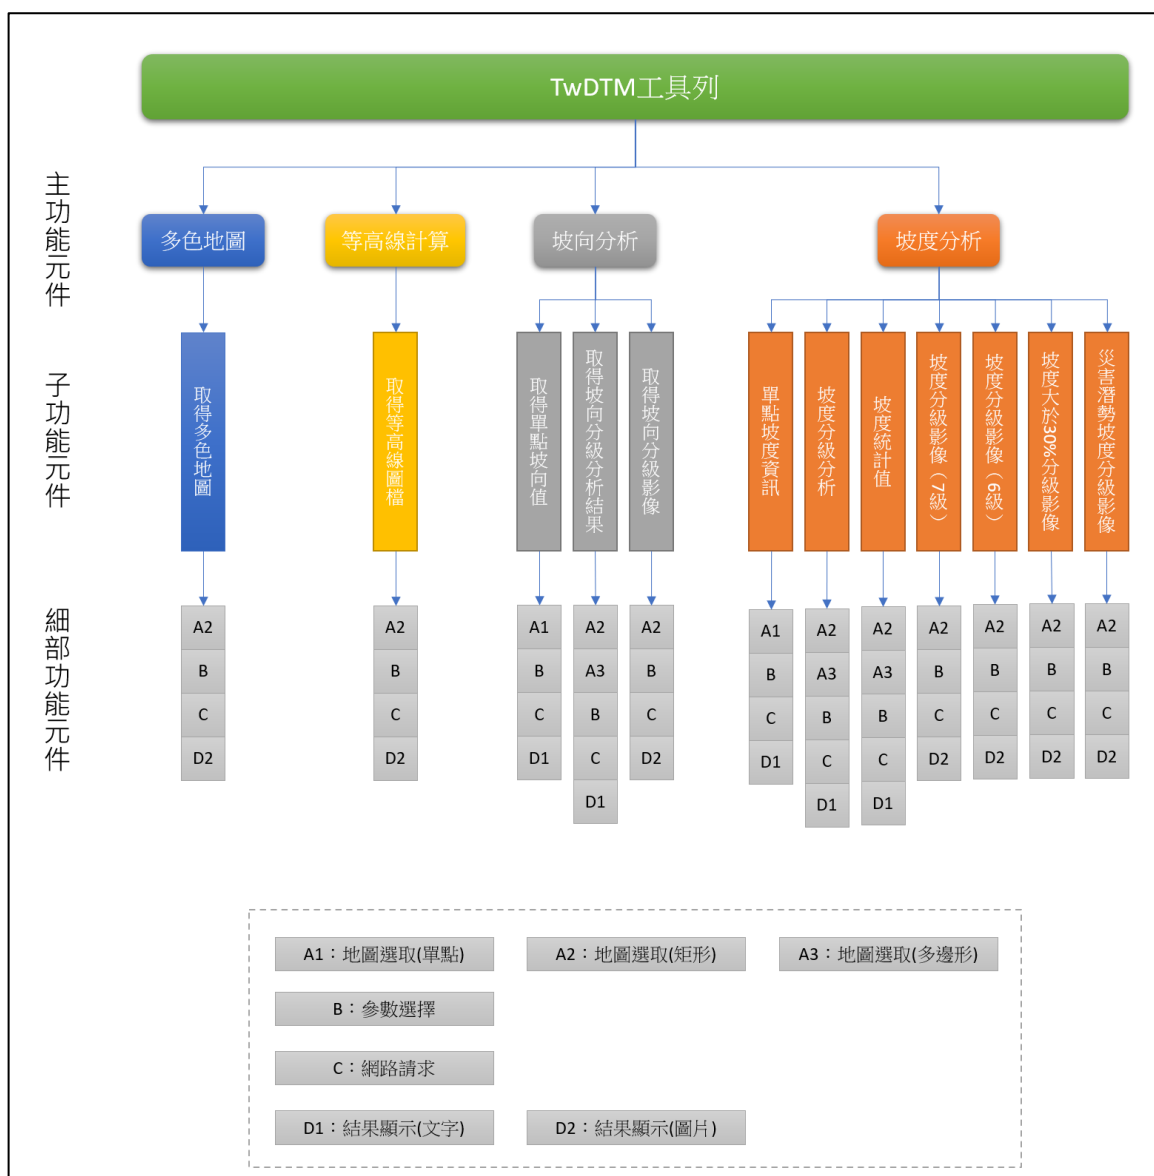 TwDTM工具列
主功能元件
多色地圖
等高線計算
坡向分析
坡度分析
子功能元件
取得多色地圖
取得等高線圖檔
取得單點坡向值
取得坡向分級分析結果
取得坡向分級影像
單點坡度資訊
坡度分級分析
坡度統計值
坡度分級影像（7級）
坡度分級影像（6級）
坡度大於30%分級影像
災害潛勢坡度分級影像
細部功能元件
A2
B
C
D2
A2
B
C
D2
A1
B
C
D1
A2
A3
B
C
D1
A2
B
C
D2
A1
B
C
D1
A2
A3
B
C
D1
A2
A3
B
C
D1
A2
B
C
D2
A2
B
C
D2
A2
B
C
D2
A2
B
C
D2
A1：地圖選取(單點)
A2：地圖選取(矩形)
A3：地圖選取(多邊形)
B：參數選擇
C：網路請求
D1：結果顯示(文字)
D2：結果顯示(圖片)